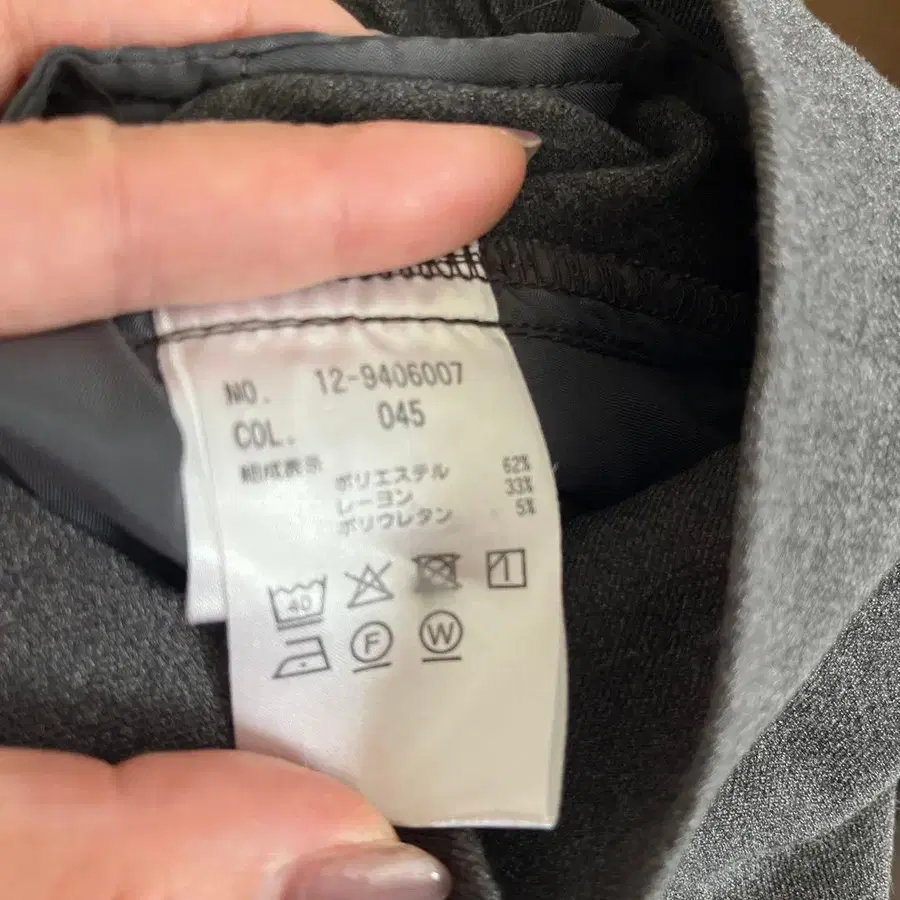 NO. 12-9406007
COL. 045
組成表示
ポリエステル 62%
レーヨン 33%
ポリウレタン 5%
40
F W